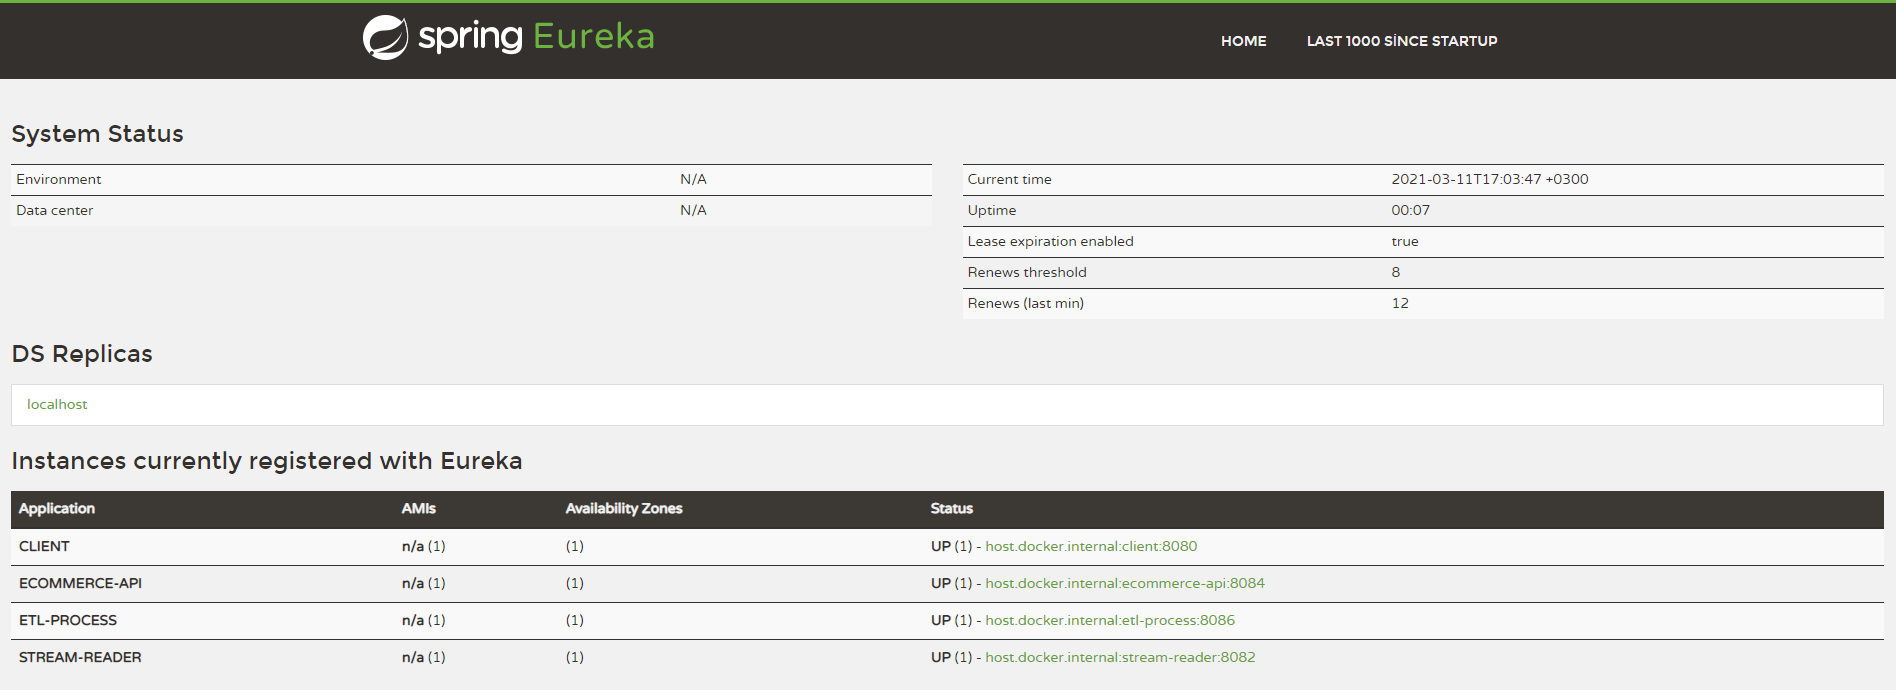 spring Eureka
HOME LAST 1000 SİNCE STARTUP
System Status
Environment N/A
Data center N/A
Current time 2021-03-11T17:03:47 +0300
Uptime 00:07
Lease expiration enabled true
Renews threshold 8
Renews (last min) 12
DS Replicas
localhost
Instances currently registered with Eureka
Application AMIs Availability Zones Status
CLIENT n/a (1) (1) UP (1) - host.docker.internal:client:8080
ECOMMERCE-API n/a (1) (1) UP (1) - host.docker.internal:ecommerce-api:8084
ETL-PROCESS n/a (1) (1) UP (1) - host.docker.internal:etl-process:8086
STREAM-READER n/a (1) (1) UP (1) - host.docker.internal:stream-reader:8082